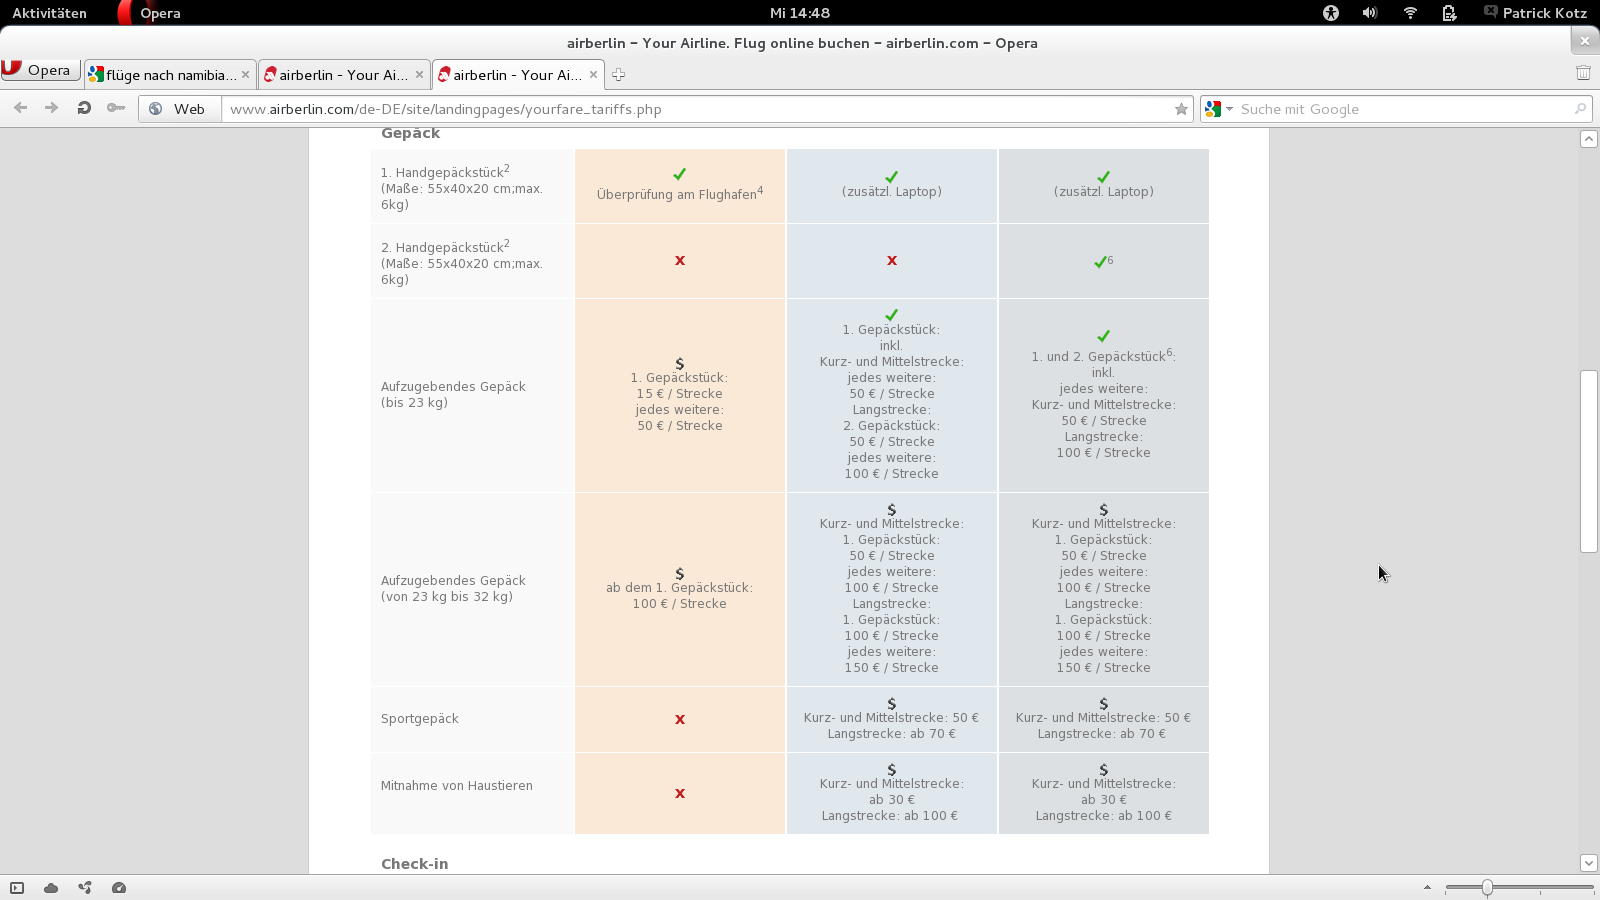 Aktivitäten Opera Mi 14:48 Patrick Kotz
airberlin – Your Airline. Flug online buchen – airberlin.com – Opera
Opera flüge nach namibia... airberlin - Your Ai... airberlin - Your Ai...
Web www.airberlin.com/de-DE/site/landingpages/yourfare_tariffs.php Suche mit Google
Gepäck
1. Handgepäckstück2
(Maße: 55x40x20 cm;max.
6kg)
Überprüfung am Flughafen4
(zusätzl. Laptop)
(zusätzl. Laptop)
2. Handgepäckstück2
(Maße: 55x40x20 cm;max.
6kg)
x
x
6
Aufzugebendes Gepäck
(bis 23 kg)
$
1. Gepäckstück:
15 € / Strecke
jedes weitere:
50 € / Strecke
1. Gepäckstück:
inkl.
Kurz- und Mittelstrecke:
jedes weitere:
50 € / Strecke
Langstrecke:
2. Gepäckstück:
50 € / Strecke
jedes weitere:
100 € / Strecke
1. und 2. Gepäckstück6:
inkl.
jedes weitere:
Kurz- und Mittelstrecke:
50 € / Strecke
Langstrecke:
100 € / Strecke
Aufzugebendes Gepäck
(von 23 kg bis 32 kg)
$
ab dem 1. Gepäckstück:
100 € / Strecke
$
Kurz- und Mittelstrecke:
1. Gepäckstück:
50 € / Strecke
jedes weitere:
100 € / Strecke
Langstrecke:
1. Gepäckstück:
100 € / Strecke
jedes weitere:
150 € / Strecke
$
Kurz- und Mittelstrecke:
1. Gepäckstück:
50 € / Strecke
jedes weitere:
100 € / Strecke
Langstrecke:
1. Gepäckstück:
100 € / Strecke
jedes weitere:
150 € / Strecke
Sportgepäck
x
$
Kurz- und Mittelstrecke: 50 €
Langstrecke: ab 70 €
$
Kurz- und Mittelstrecke: 50 €
Langstrecke: ab 70 €
Mitnahme von Haustieren
x
$
Kurz- und Mittelstrecke:
ab 30 €
Langstrecke: ab 100 €
$
Kurz- und Mittelstrecke:
ab 30 €
Langstrecke: ab 100 €
Check-in